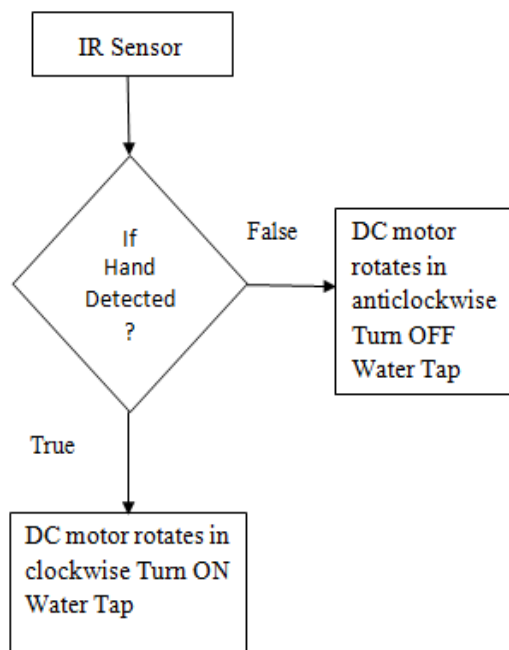 IR Sensor
If
Hand
Detected
?
False
DC motor
rotates in
anticlockwise
Turn OFF
Water Tap
True
DC motor rotates in
clockwise Turn ON
Water Tap